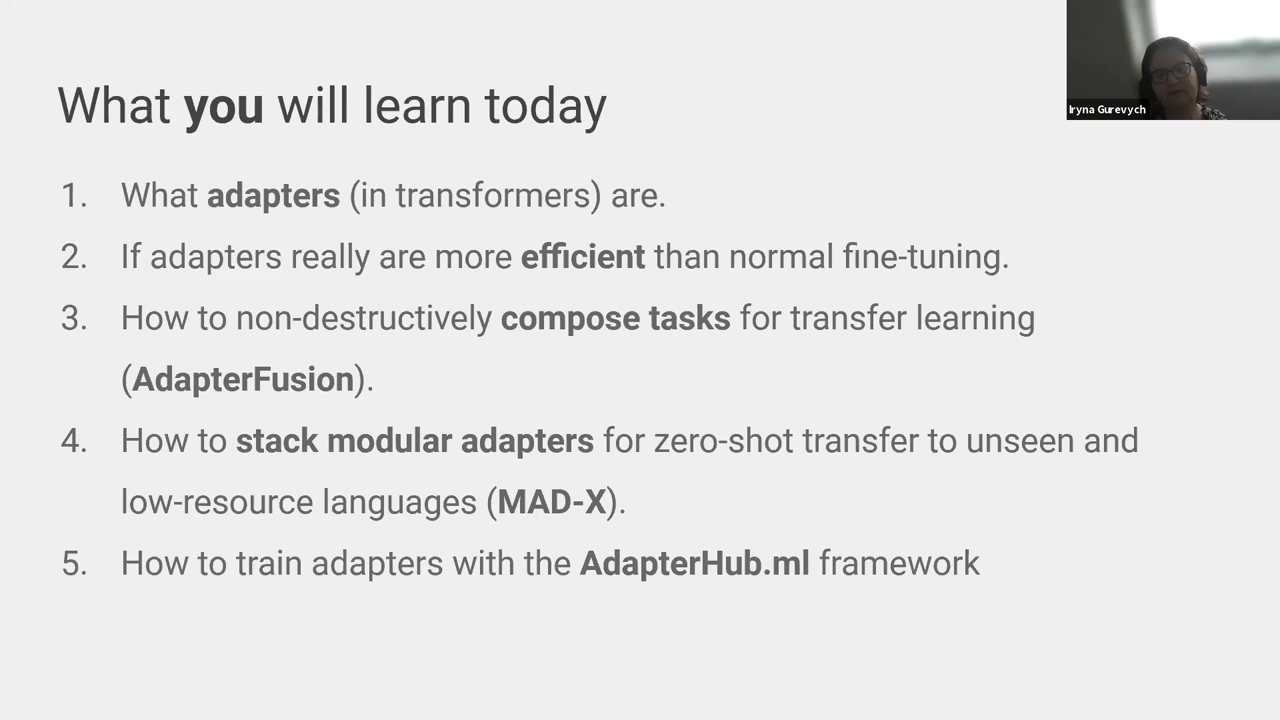 What you will learn today
Iryna Gurevych
1. What adapters (in transformers) are.
2. If adapters really are more efficient than normal fine-tuning.
3. How to non-destructively compose tasks for transfer learning
(AdapterFusion).
4. How to stack modular adapters for zero-shot transfer to unseen and
low-resource languages (MAD-X).
5. How to train adapters with the AdapterHub.ml framework